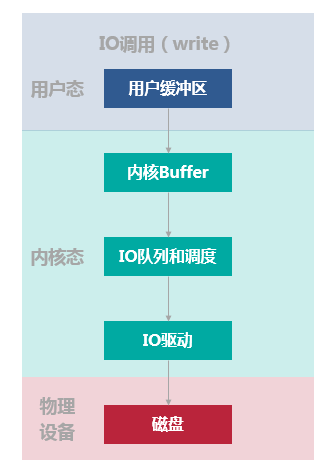 IO调用（write）
用户态
用户缓冲区
内核Buffer
内核态
IO队列和调度
IO驱动
物理
设备
磁盘